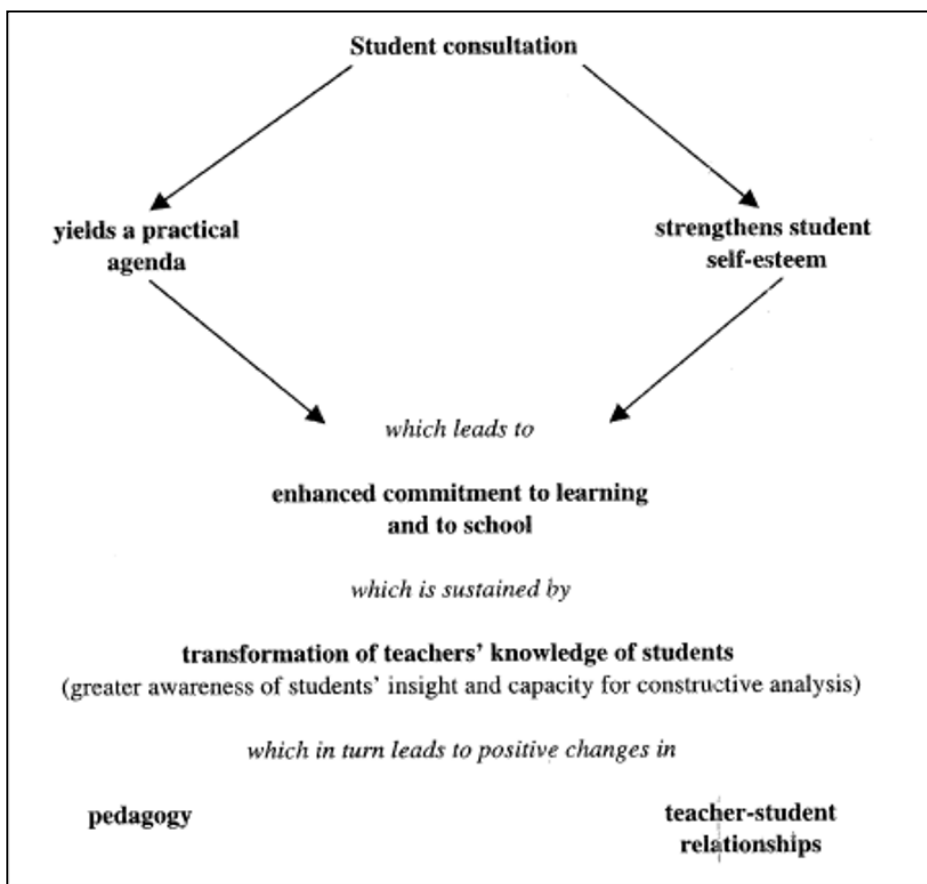 Student consultation
yields a practical
agenda
strengthens student
self-esteem
which leads to
enhanced commitment to learning
and to school
which is sustained by
transformation of teachers' knowledge of students
(greater awareness of students' insight and capacity for constructive analysis)
which in turn leads to positive changes in
pedagogy
teacher-student
relationships